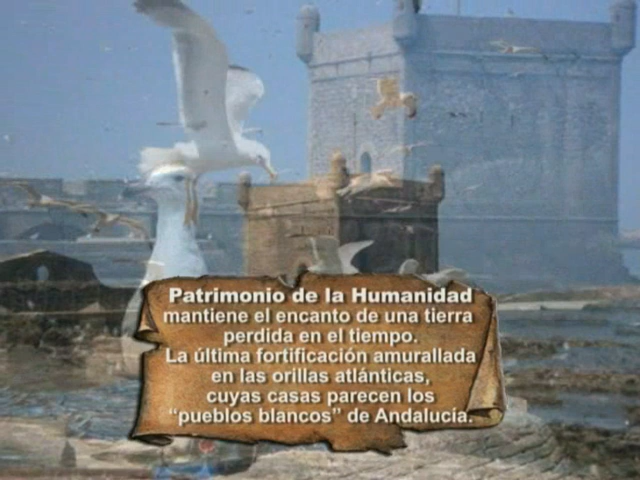 Patrimonio de la Humanidad
mantiene el encanto de una tierra
perdida en el tiempo.
La última fortificación amurallada
en las orillas atlánticas,
cuyas casas parecen los
“pueblos blancos” de Andalucía.